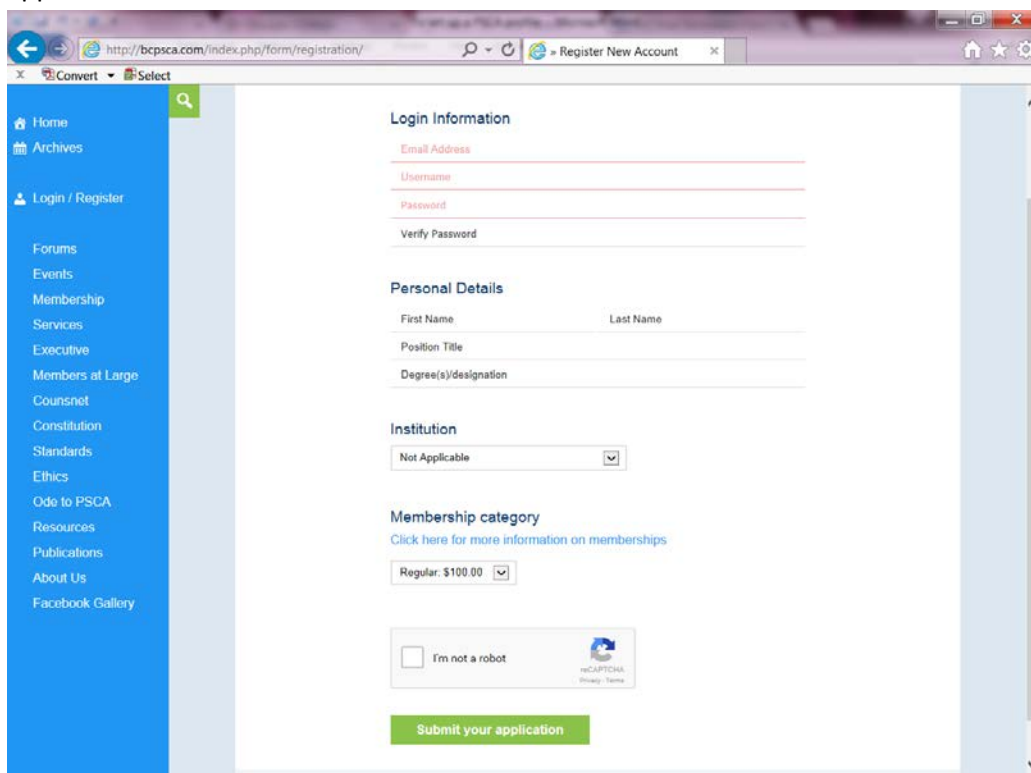 http://bcpsca.com/index.php/form/registration/
» Register New Account
x Convert Select
Home
Archives
Login / Register
Forums
Events
Membership
Services
Executive
Members at Large
Counsnet
Constitution
Standards
Ethics
Ode to PSCA
Resources
Publications
About Us
Facebook Gallery
Login Information
Email Address
Username
Password
Verify Password
Personal Details
First Name Last Name
Position Title
Degree(s)/designation
Institution
Not Applicable
Membership category
Click here for more information on memberships
Regular: $100.00
I'm not a robot
reCAPTCHA
Privacy - Terms
Submit your application